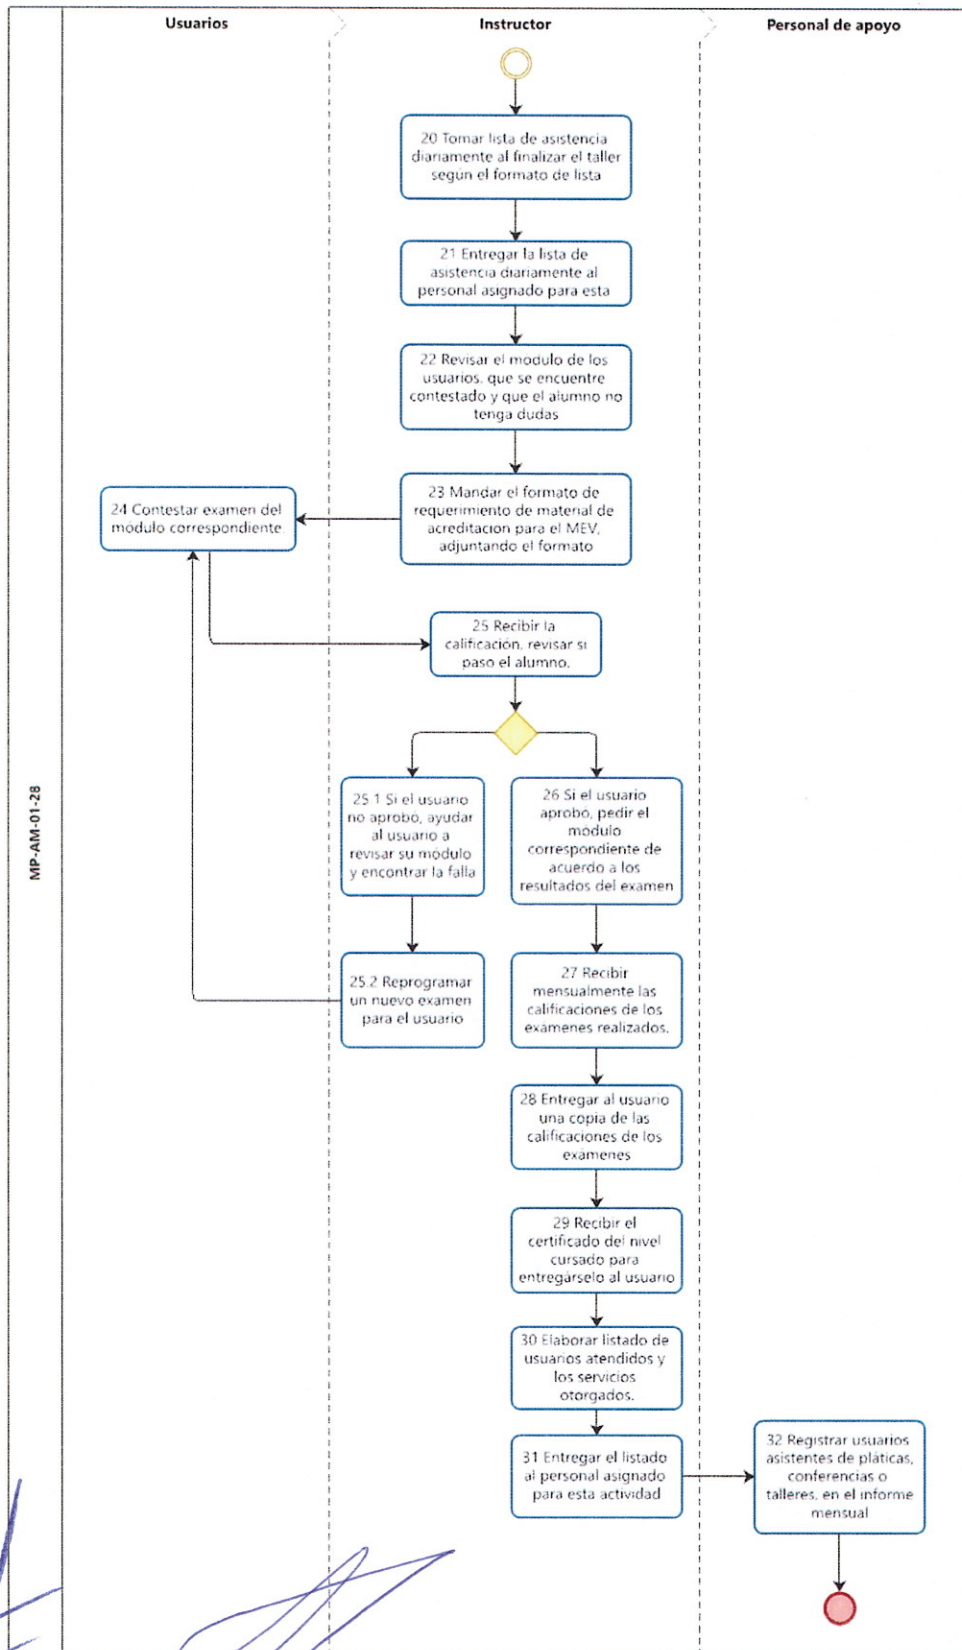 Usuarios
Instructor
Personal de apoyo
MP-AM-01-28
20 Tomar lista de asistencia
diariamente al finalizar el taller
según el formato de lista
21 Entregar la lista de
asistencia diariamente al
personal asignado para esta
22 Revisar el modulo de los
usuarios, que se encuentre
contestado y que el alumno no
tenga dudas
23 Mandar el formato de
requerimiento de material de
acreditación para el MEV,
adjuntando el formato
24 Contestar examen del
módulo correspondiente.
25 Recibir la
calificación, revisar si
paso el alumno.
25.1 Si el usuario
no aprobó, ayudar
al usuario a
revisar su módulo
y encontrar la falla
26 Si el usuario
aprobó, pedir el
módulo
correspondiente de
acuerdo a los
resultados del examen
25.2 Reprogramar
un nuevo examen
para el usuario
27 Recibir
mensualmente las
calificaciones de los
exámenes realizados.
28 Entregar al usuario
una copia de las
calificaciones de los
exámenes
29 Recibir el
certificado del nivel
cursado para
entregárselo al usuario
30 Elaborar listado de
usuarios atendidos y
los servicios
otorgados.
31 Entregar el listado
al personal asignado
para esta actividad
32 Registrar usuarios
asistentes de pláticas,
conferencias o
talleres, en el informe
mensual